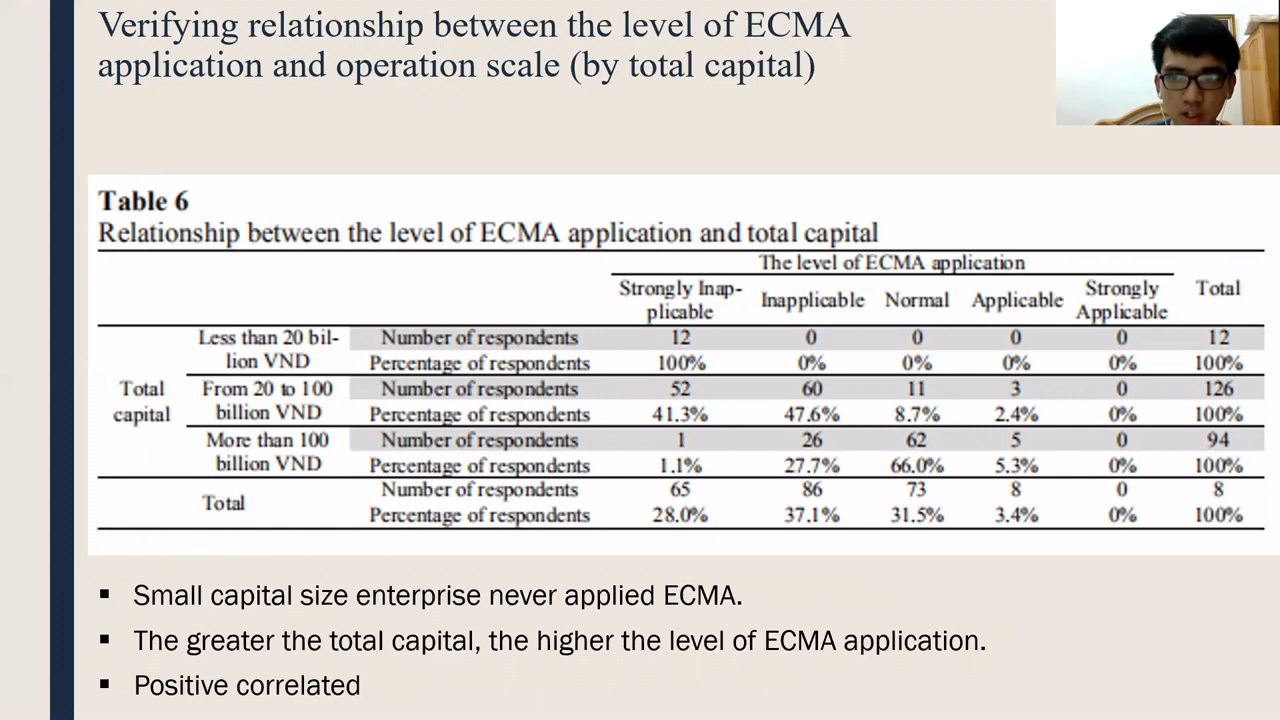 Verifying relationship between the level of ECMA
application and operation scale (by total capital)
Table 6
Relationship between the level of ECMA application and total capital
The level of ECMA application
Strongly Inap-
plicable Inapplicable Normal Applicable Strongly
Applicable Total
Less than 20 bil-
lion VND
Number of respondents 12 0 0 0 0 12
Percentage of respondents 100% 0% 0% 0% 0% 100%
Total
capital
From 20 to 100
billion VND
Number of respondents 52 60 11 3 0 126
Percentage of respondents 41.3% 47.6% 8.7% 2.4% 0% 100%
More than 100
billion VND
Number of respondents 1 26 62 5 0 94
Percentage of respondents 1.1% 27.7% 66.0% 5.3% 0% 100%
Total
Number of respondents 65 86 73 8 0 8
Percentage of respondents 28.0% 37.1% 31.5% 3.4% 0% 100%
▪ Small capital size enterprise never applied ECMA.
▪ The greater the total capital, the higher the level of ECMA application.
▪ Positive correlated